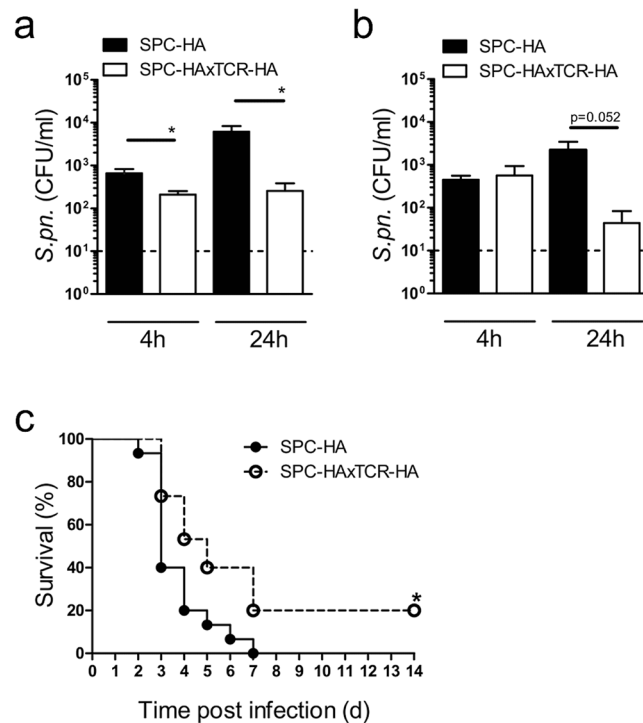 a
SPC-HA
SPC-HAxTCR-HA
S.pn. (CFU/ml)
10⁵
10⁴
10³
10²
10¹
10⁰
*
*
4h
24h
b
SPC-HA
SPC-HAxTCR-HA
S.pn. (CFU/ml)
10⁵
10⁴
10³
10²
10¹
10⁰
p=0.052
4h
24h
c
SPC-HA
SPC-HAxTCR-HA
Survival (%)
100
80
60
40
20
0
*
0 1 2 3 4 5 6 7 8 9 10 11 12 13 14
Time post infection (d)